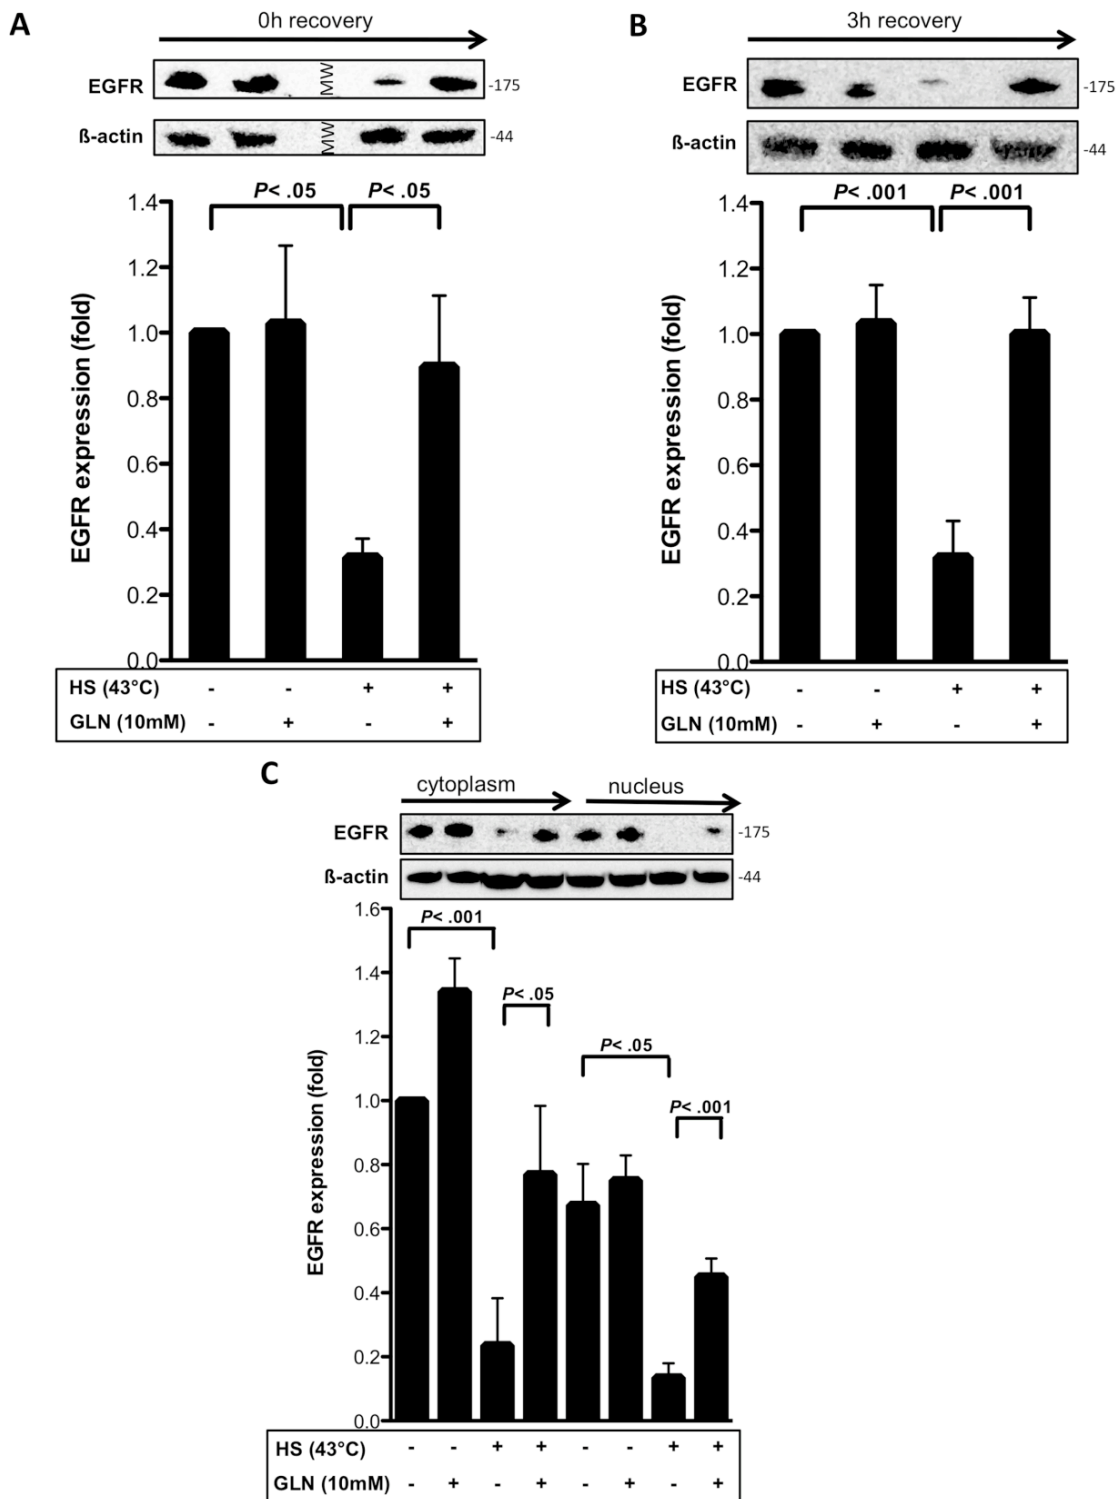 A
0h recovery
EGFR
MW
-175
ß-actin
MW
-44
P< .05
P< .05
EGFR expression (fold)
1.4
1.2
1.0
0.8
0.6
0.4
0.2
0.0
HS (43°C) - - + +
GLN (10mM) - + - +
B
3h recovery
EGFR
-175
ß-actin
-44
P< .001
P< .001
EGFR expression (fold)
1.4
1.2
1.0
0.8
0.6
0.4
0.2
0.0
HS (43°C) - - + +
GLN (10mM) - + - +
C
cytoplasm
nucleus
EGFR
-175
ß-actin
-44
P< .001
P< .05
P< .05
P< .001
EGFR expression (fold)
1.6
1.4
1.2
1.0
0.8
0.6
0.4
0.2
0.0
HS (43°C) - - + + - - + +
GLN (10mM) - + - + - + - +